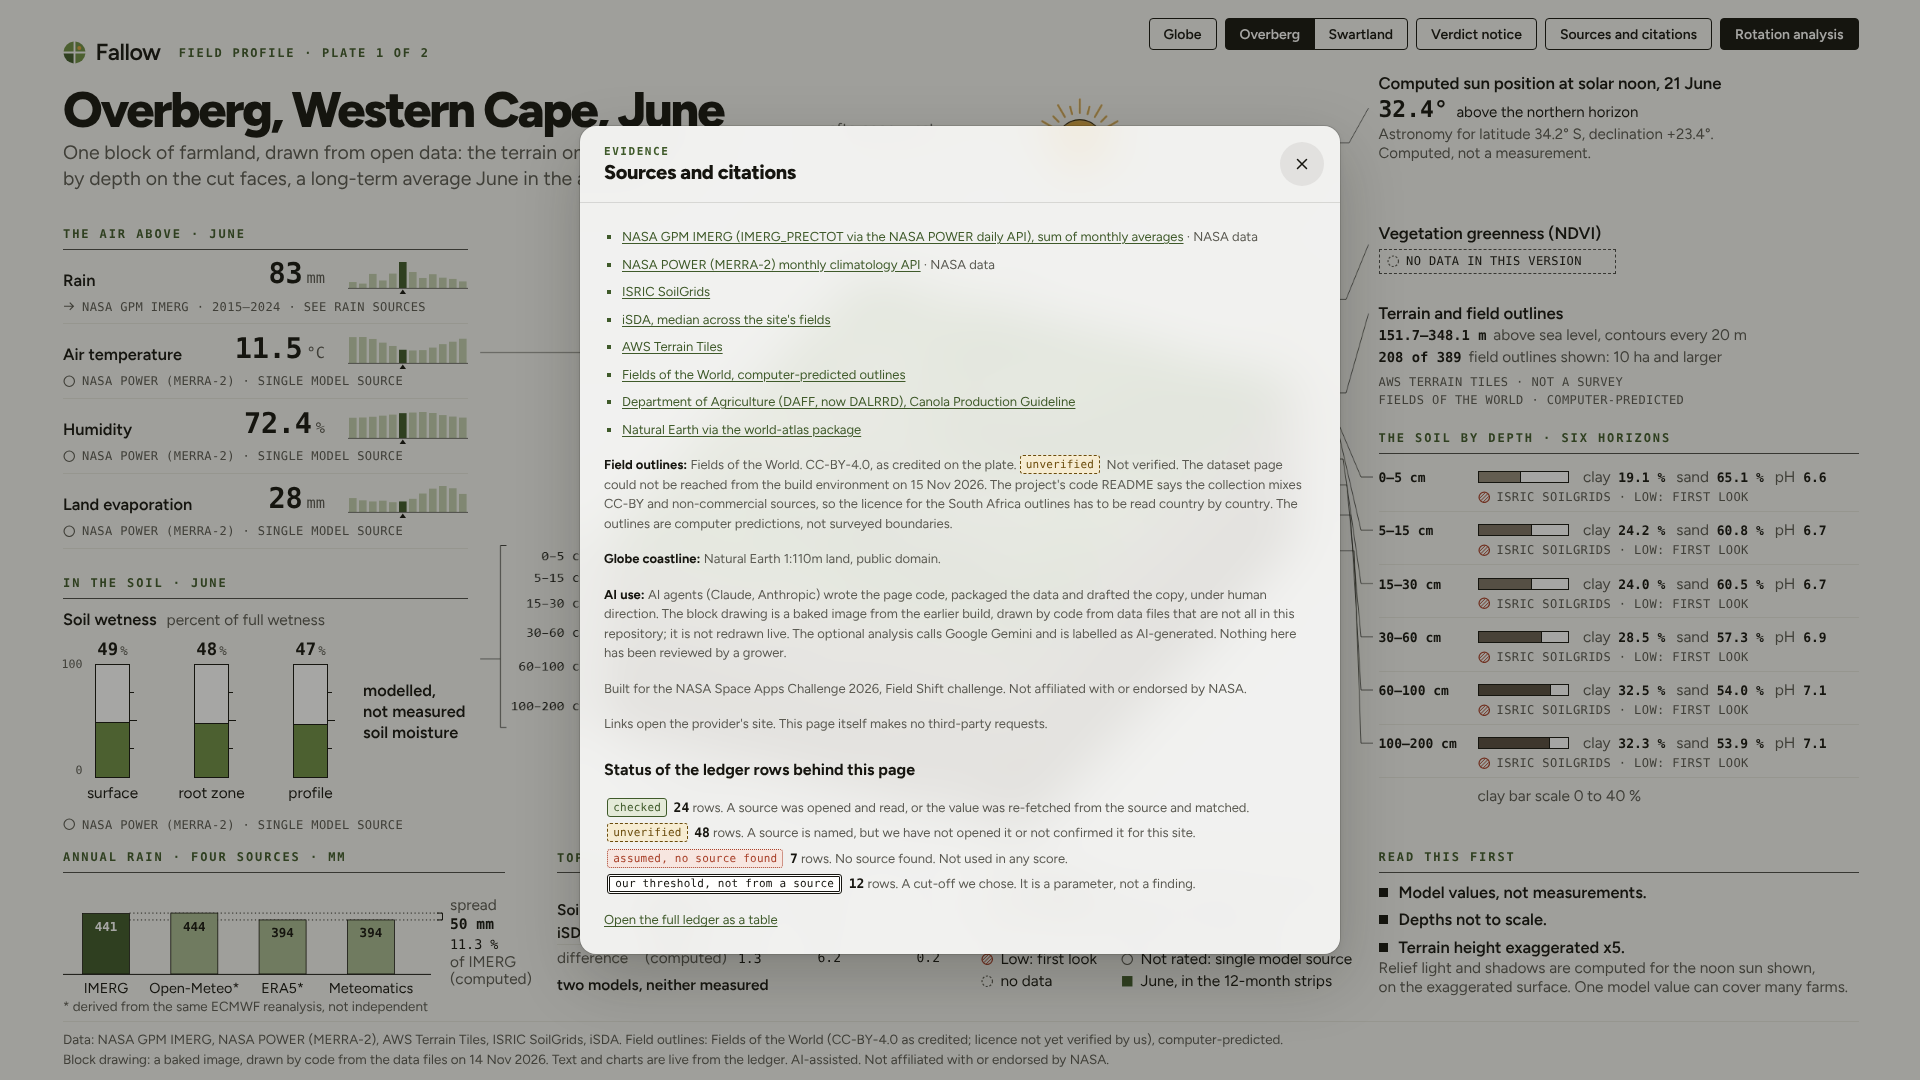 Globe
Overberg
Swartland
Verdict notice
Sources and citations
Rotation analysis
Fallow
FIELD PROFILE · PLATE 1 OF 2
Overberg, Western Cape, June
One block of farmland, drawn from open data: the terrain on
by depth on the cut faces, a long-term average June in the
THE AIR ABOVE · JUNE
Rain 83 mm
→ NASA GPM IMERG · 2015–2024 · SEE RAIN SOURCES
Air temperature 11.5 °C
NASA POWER (MERRA-2) · SINGLE MODEL SOURCE
Humidity 72.4 %
NASA POWER (MERRA-2) · SINGLE MODEL SOURCE
Land evaporation 28 mm
NASA POWER (MERRA-2) · SINGLE MODEL SOURCE
IN THE SOIL · JUNE
Soil wetness percent of full wetness
49 % 48 % 47 %
100
0
surface root zone profile
modelled,
not measured
soil moisture
NASA POWER (MERRA-2) · SINGLE MODEL SOURCE
0–5 c
5–15 c
15–30 c
30–60 c
60–100 c
100–200 c
ANNUAL RAIN · FOUR SOURCES · MM
441 444 394 394
IMERG Open-Meteo* ERA5* Meteomatics
spread
50 mm
11.3 %
of IMERG
(computed)
* derived from the same ECMWF reanalysis, not independent
EVIDENCE
Sources and citations
NASA GPM IMERG (IMERG_PRECTOT via the NASA POWER daily API), sum of monthly averages · NASA data
NASA POWER (MERRA-2) monthly climatology API · NASA data
ISRIC SoilGrids
iSDA, median across the site's fields
AWS Terrain Tiles
Fields of the World, computer-predicted outlines
Department of Agriculture (DAFF, now DALRRD), Canola Production Guideline
Natural Earth via the world-atlas package
Field outlines: Fields of the World. CC-BY-4.0, as credited on the plate. unverified Not verified. The dataset page
could not be reached from the build environment on 15 Nov 2026. The project's code README says the collection mixes
CC-BY and non-commercial sources, so the licence for the South Africa outlines has to be read country by country. The
outlines are computer predictions, not surveyed boundaries.
Globe coastline: Natural Earth 1:110m land, public domain.
AI use: AI agents (Claude, Anthropic) wrote the page code, packaged the data and drafted the copy, under human
direction. The block drawing is a baked image from the earlier build, drawn by code from data files that are not all in this
repository; it is not redrawn live. The optional analysis calls Google Gemini and is labelled as AI-generated. Nothing here
has been reviewed by a grower.
Built for the NASA Space Apps Challenge 2026, Field Shift challenge. Not affiliated with or endorsed by NASA.
Links open the provider's site. This page itself makes no third-party requests.
Status of the ledger rows behind this page
checked 24 rows. A source was opened and read, or the value was re-fetched from the source and matched.
unverified 48 rows. A source is named, but we have not opened it or not confirmed it for this site.
assumed, no source found 7 rows. No source found. Not used in any score.
our threshold, not from a source 12 rows. A cut-off we chose. It is a parameter, not a finding.
Open the full ledger as a table
difference (computed) 1.3 6.2 0.2
two models, neither measured
Low: first look
Not rated: single model source
no data
June, in the 12-month strips
Computed sun position at solar noon, 21 June
32.4° above the northern horizon
Astronomy for latitude 34.2° S, declination +23.4°.
Computed, not a measurement.
Vegetation greenness (NDVI)
NO DATA IN THIS VERSION
Terrain and field outlines
151.7–348.1 m above sea level, contours every 20 m
208 of 389 field outlines shown: 10 ha and larger
AWS TERRAIN TILES · NOT A SURVEY
FIELDS OF THE WORLD · COMPUTER-PREDICTED
THE SOIL BY DEPTH · SIX HORIZONS
0–5 cm clay 19.1 % sand 65.1 % pH 6.6
ISRIC SOILGRIDS · LOW: FIRST LOOK
5–15 cm clay 24.2 % sand 60.8 % pH 6.7
ISRIC SOILGRIDS · LOW: FIRST LOOK
15–30 cm clay 24.0 % sand 60.5 % pH 6.7
ISRIC SOILGRIDS · LOW: FIRST LOOK
30–60 cm clay 28.5 % sand 57.3 % pH 6.9
ISRIC SOILGRIDS · LOW: FIRST LOOK
60–100 cm clay 32.5 % sand 54.0 % pH 7.1
ISRIC SOILGRIDS · LOW: FIRST LOOK
100–200 cm clay 32.3 % sand 53.9 % pH 7.1
ISRIC SOILGRIDS · LOW: FIRST LOOK
clay bar scale 0 to 40 %
READ THIS FIRST
Model values, not measurements.
Depths not to scale.
Terrain height exaggerated x5.
Relief light and shadows are computed for the noon sun shown,
on the exaggerated surface. One model value can cover many farms.
Data: NASA GPM IMERG, NASA POWER (MERRA-2), AWS Terrain Tiles, ISRIC SoilGrids, iSDA. Field outlines: Fields of the World (CC-BY-4.0 as credited; licence not yet verified by us), computer-predicted.
Block drawing: a baked image, drawn by code from the data files on 14 Nov 2026. Text and charts are live from the ledger. AI-assisted. Not affiliated with or endorsed by NASA.